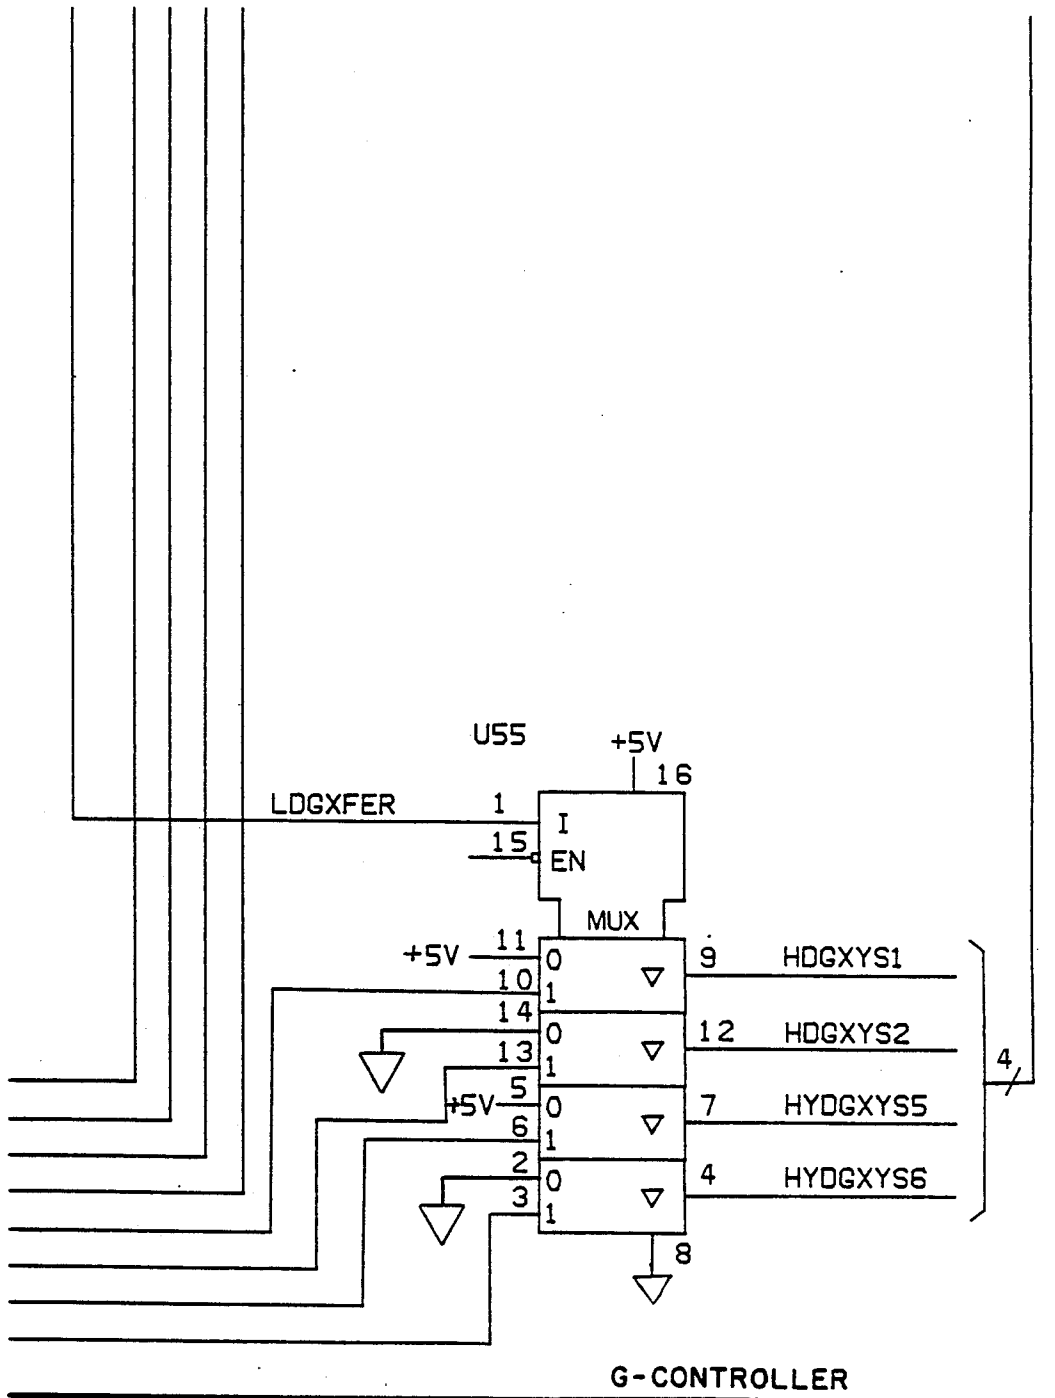 U55
+5V
16
LDGXFER
1
I
15
EN
MUX
+5V
11
0
9
HDGXYS1
10
1
14
0
12
HDGXYS2
13
1
4
+5V
5
0
7
HYDGXYS5
6
1
2
0
4
HYDGXYS6
3
1
8
G-CONTROLLER